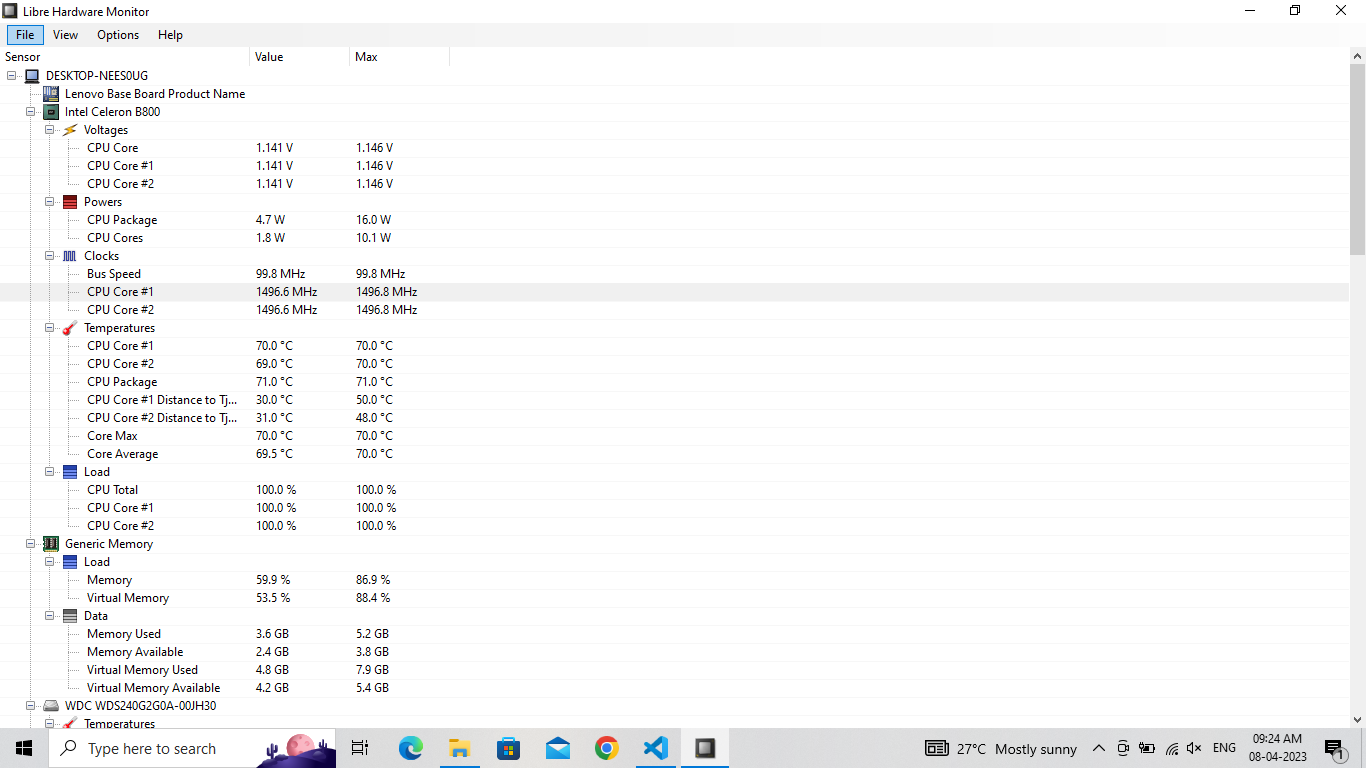 Libre Hardware Monitor
File View Options Help
Sensor Value Max
DESKTOP-NEES0UG
Lenovo Base Board Product Name
Intel Celeron B800
Voltages
CPU Core 1.141 V 1.146 V
CPU Core #1 1.141 V 1.146 V
CPU Core #2 1.141 V 1.146 V
Powers
CPU Package 4.7 W 16.0 W
CPU Cores 1.8 W 10.1 W
Clocks
Bus Speed 99.8 MHz 99.8 MHz
CPU Core #1 1496.6 MHz 1496.8 MHz
CPU Core #2 1496.6 MHz 1496.8 MHz
Temperatures
CPU Core #1 70.0 °C 70.0 °C
CPU Core #2 69.0 °C 70.0 °C
CPU Package 71.0 °C 71.0 °C
CPU Core #1 Distance to Tj... 30.0 °C 50.0 °C
CPU Core #2 Distance to Tj... 31.0 °C 48.0 °C
Core Max 70.0 °C 70.0 °C
Core Average 69.5 °C 70.0 °C
Load
CPU Total 100.0 % 100.0 %
CPU Core #1 100.0 % 100.0 %
CPU Core #2 100.0 % 100.0 %
Generic Memory
Load
Memory 59.9 % 86.9 %
Virtual Memory 53.5 % 88.4 %
Data
Memory Used 3.6 GB 5.2 GB
Memory Available 2.4 GB 3.8 GB
Virtual Memory Used 4.8 GB 7.9 GB
Virtual Memory Available 4.2 GB 5.4 GB
WDC WDS240G2G0A-00JH30
Temperatures
Type here to search
27°C Mostly sunny
ENG
09:24 AM
08-04-2023
1